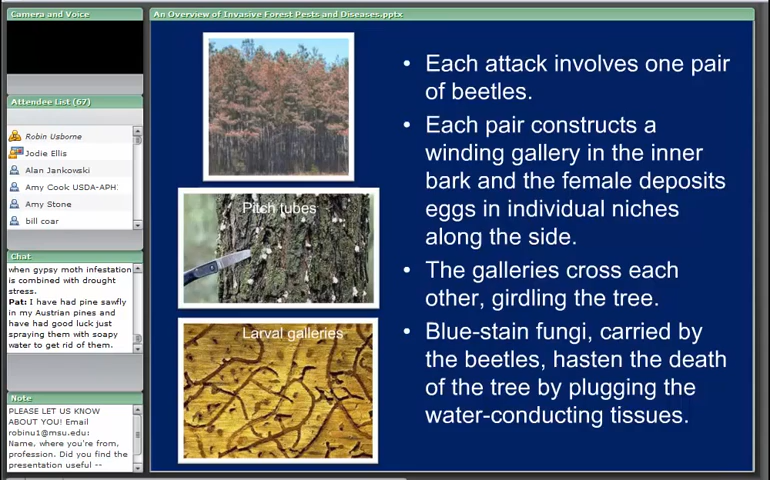 Camera and Voice
Attendee List (67)
Robin Usborne
Jodie Ellis
Alan Jankowski
Amy Cook USDA-APH
Amy Stone
bill coar
Chat
when gypsy moth infestation
is combined with drought
stress.
Pat: I have had pine sawfly
in my Austrian pines and
have had good luck just
spraying them with soapy
water to get rid of them.
Note
PLEASE LET US KNOW
ABOUT YOU! Email
robinu1@msu.edu:
Name, where you're from,
profession. Did you find the
presentation useful --
An Overview of Invasive Forest Pests and Diseases.pptx
Pitch tubes
Larval galleries
• Each attack involves one pair
of beetles.
• Each pair constructs a
winding gallery in the inner
bark and the female deposits
eggs in individual niches
along the side.
• The galleries cross each
other, girdling the tree.
• Blue-stain fungi, carried by
the beetles, hasten the death
of the tree by plugging the
water-conducting tissues.